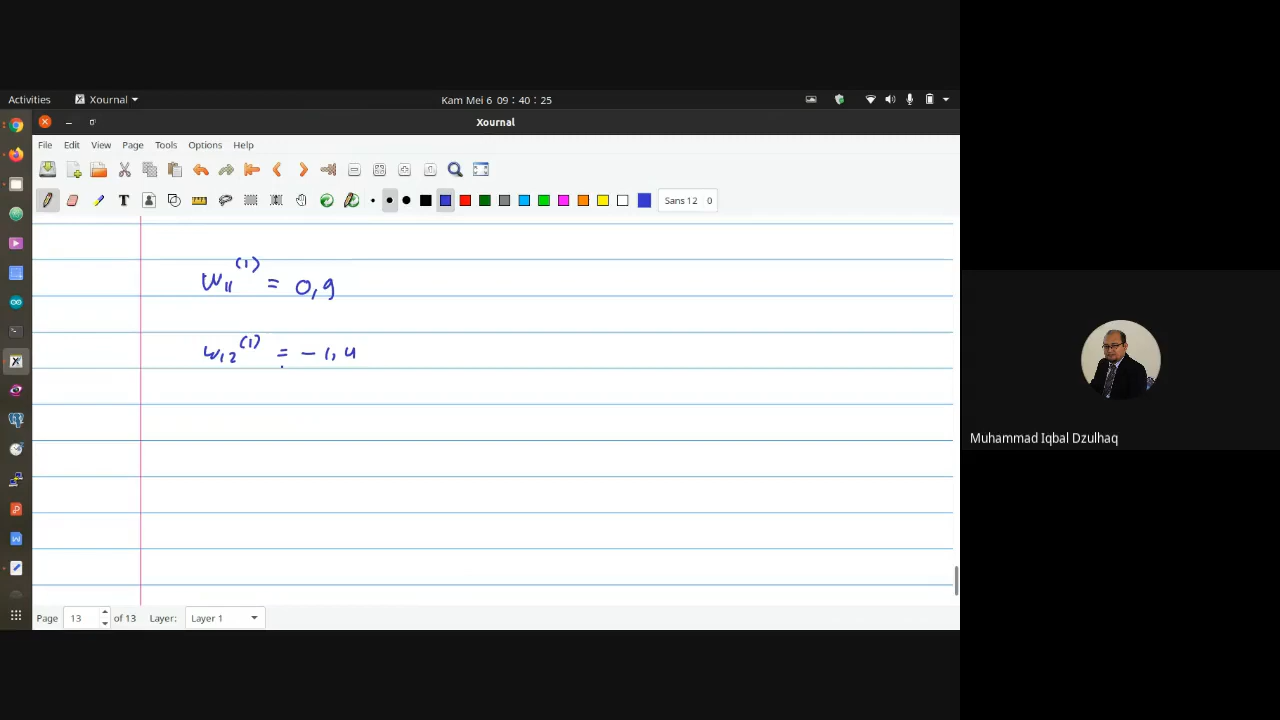 Activities Xournal Kam Mei 6 09:40:25
Xournal
File Edit View Page Tools Options Help
T Sans 12 0
w₁₁⁽¹⁾ = 0,9
w₁₂⁽¹⁾ = -1,4
Muhammad Iqbal Dzulhaq
Page 13 of 13 Layer: Layer 1